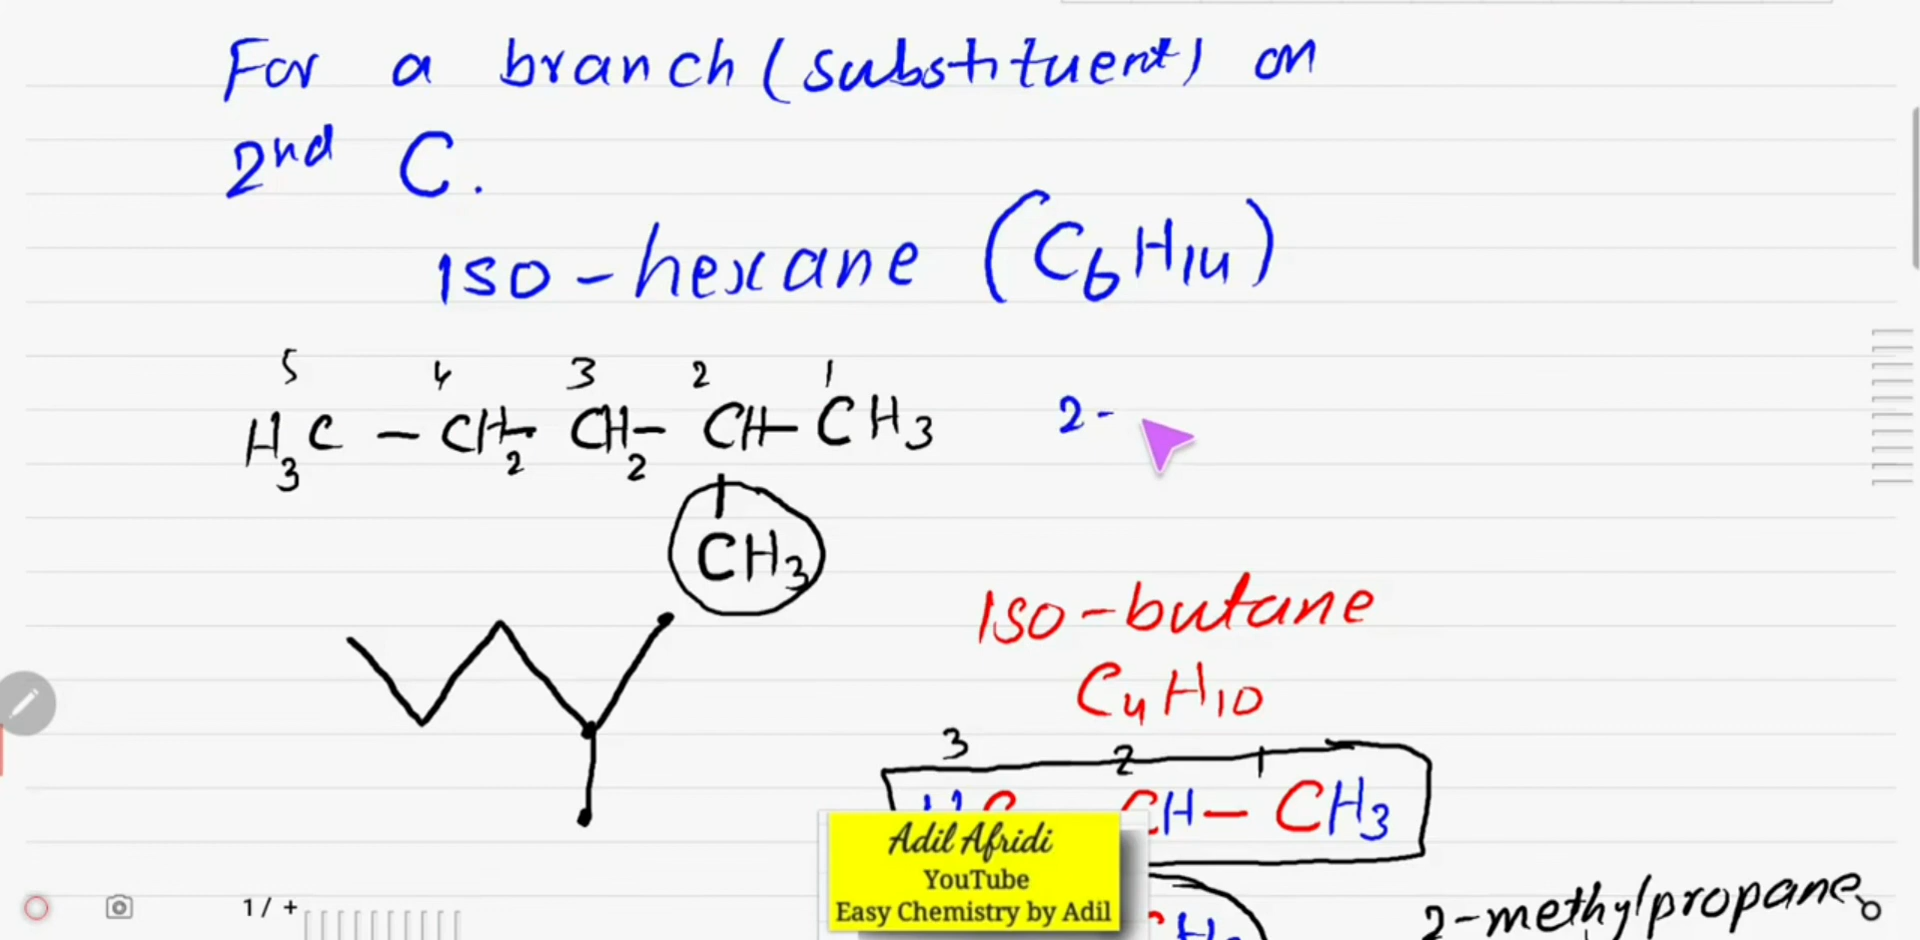 For a branch (substituent) on
2nd C.
iso-hexane (C6H14)
5 4 3 2 1
H3C - CH2- CH2- CH- CH3
2-
CH3
iso-butane
C4H10
3 2 1
CH- CH3
Adil Afridi
YouTube
Easy Chemistry by Adil
2-methylpropane
1 / +